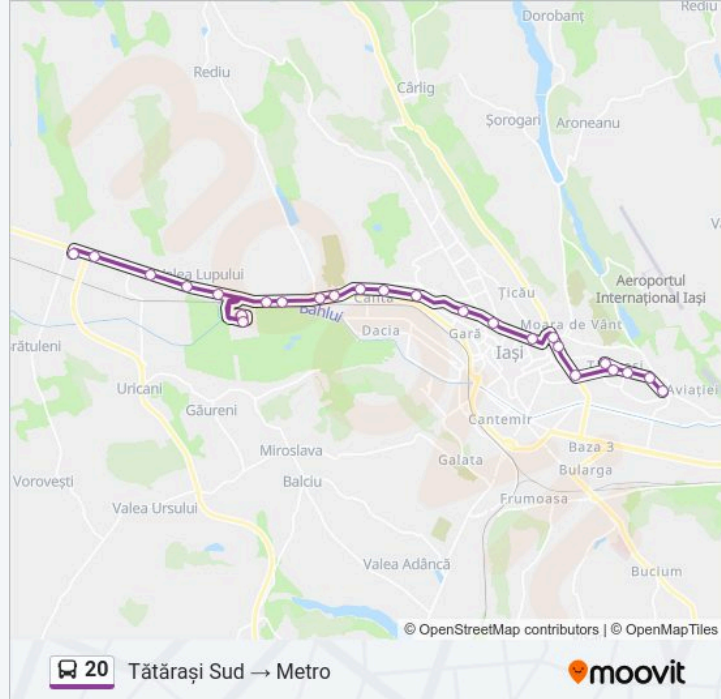 Dorobanț
Rediu
Rediu
Cârlig
Șorogari
Aroneanu
Aeroportul
Internațional Iași
Valea Lupului
Țicău
Canta
Moara de Vânt
Bahlui
Dacia
Gară
Iași
Aviației
Uricani
Găureni
Cantemir
Miroslava
Galata
Baza 3
Bularga
Vorovești
Balciu
Frumoasa
Valea Ursului
Valea Adâncă
Bucium
© OpenStreetMap contributors | © OpenMapTiles
20 Tătărași Sud → Metro
moovit